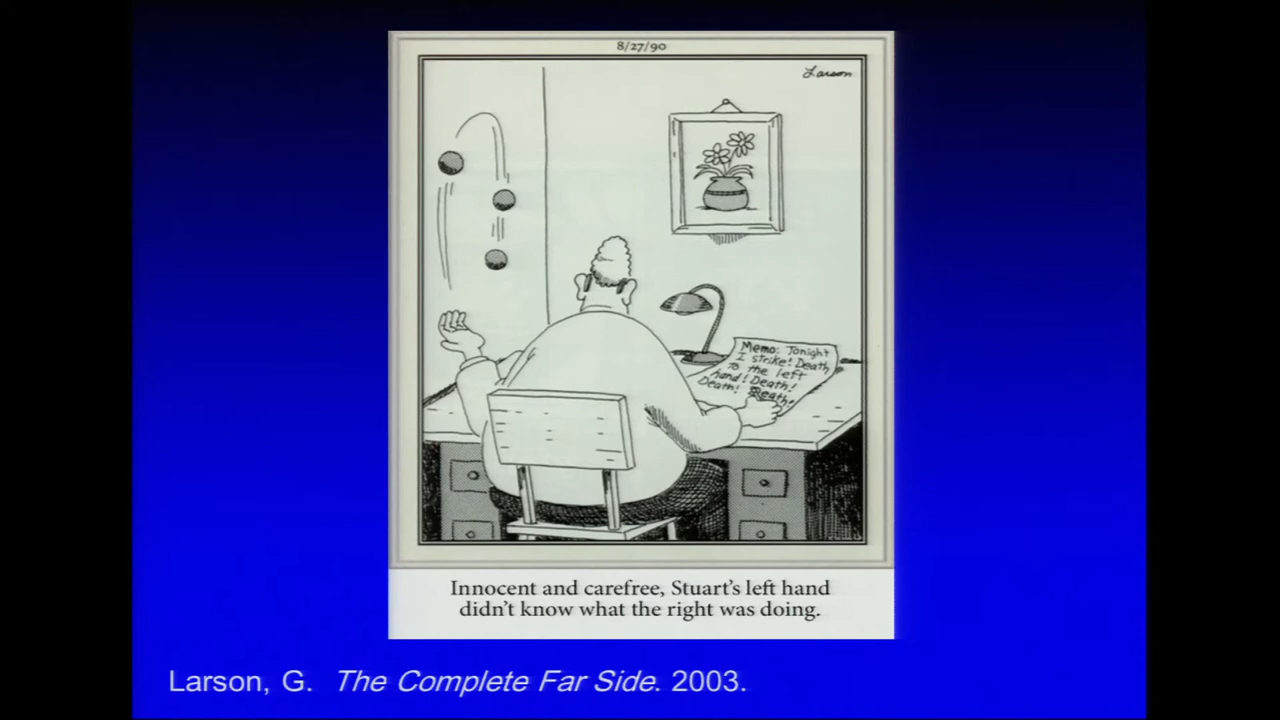 8/27/90
Larson
Memo: Tonight
I strike! Death
to the left
hand! Death!
Death! Death!
Innocent and carefree, Stuart's left hand
didn't know what the right was doing.
Larson, G. The Complete Far Side. 2003.